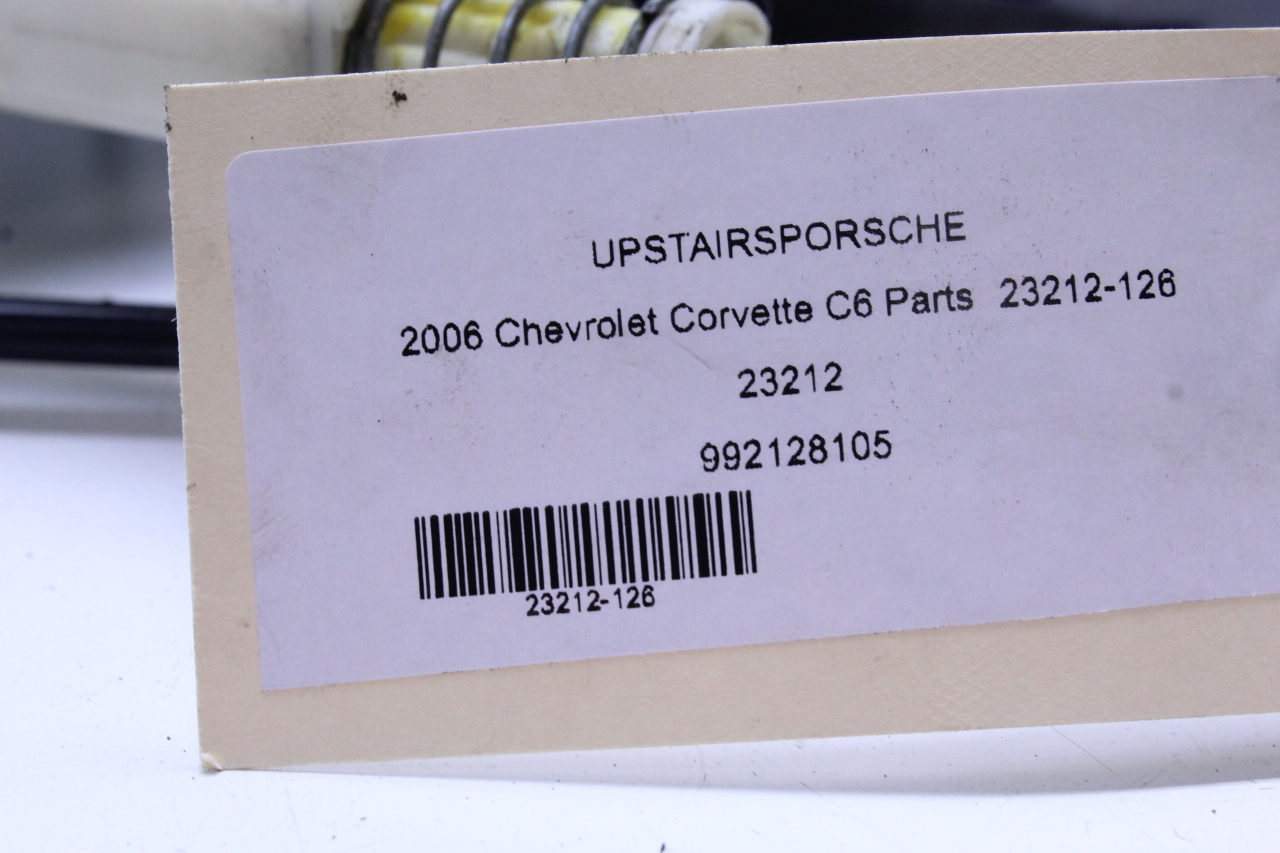 UPSTAIRSPORSCHE
2006 Chevrolet Corvette C6 Parts 23212-126
23212
992128105
23212-126